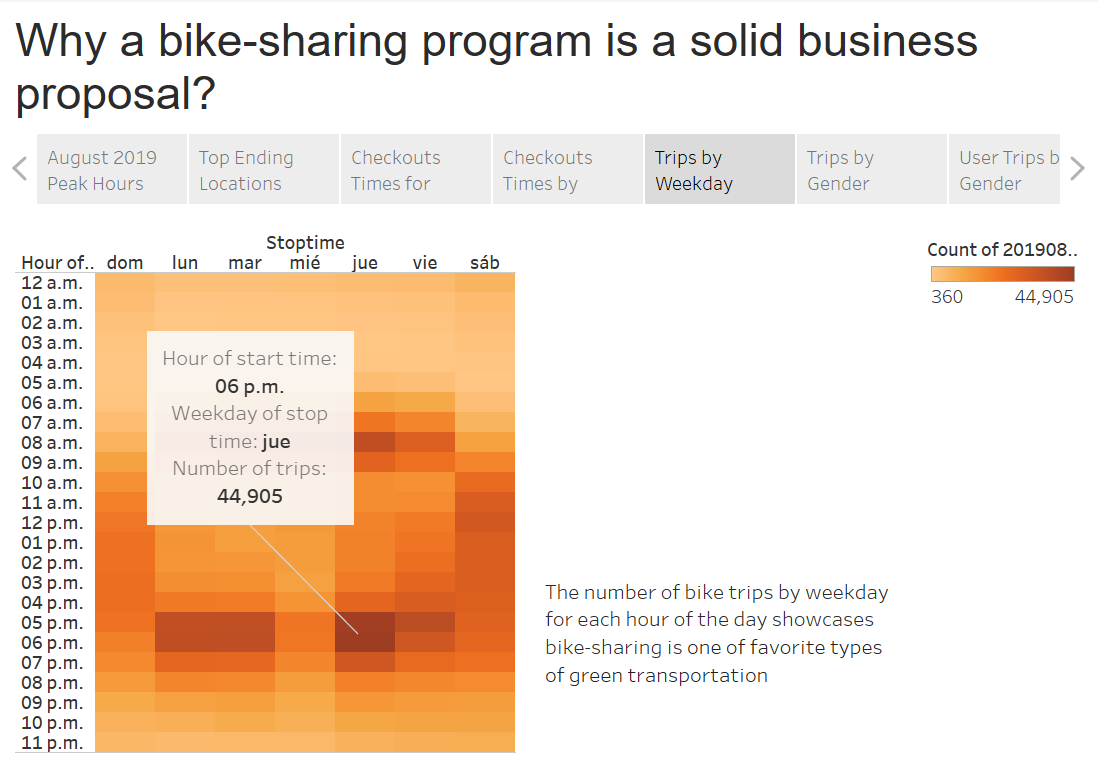 Why a bike-sharing program is a solid business
proposal?
August 2019
Peak Hours
Top Ending
Locations
Checkouts
Times for
Checkouts
Times by
Trips by
Weekday
Trips by
Gender
User Trips b
Gender
Stoptime
Hour of.. dom lun mar mié jue vie sáb
12 a.m.
01 a.m.
02 a.m.
03 a.m.
04 a.m.
05 a.m.
06 a.m.
07 a.m.
08 a.m.
09 a.m.
10 a.m.
11 a.m.
12 p.m.
01 p.m.
02 p.m.
03 p.m.
04 p.m.
05 p.m.
06 p.m.
07 p.m.
08 p.m.
09 p.m.
10 p.m.
11 p.m.
Hour of start time:
06 p.m.
Weekday of stop
time: jue
Number of trips:
44,905
Count of 201908..
360 44,905
The number of bike trips by weekday
for each hour of the day showcases
bike-sharing is one of favorite types
of green transportation